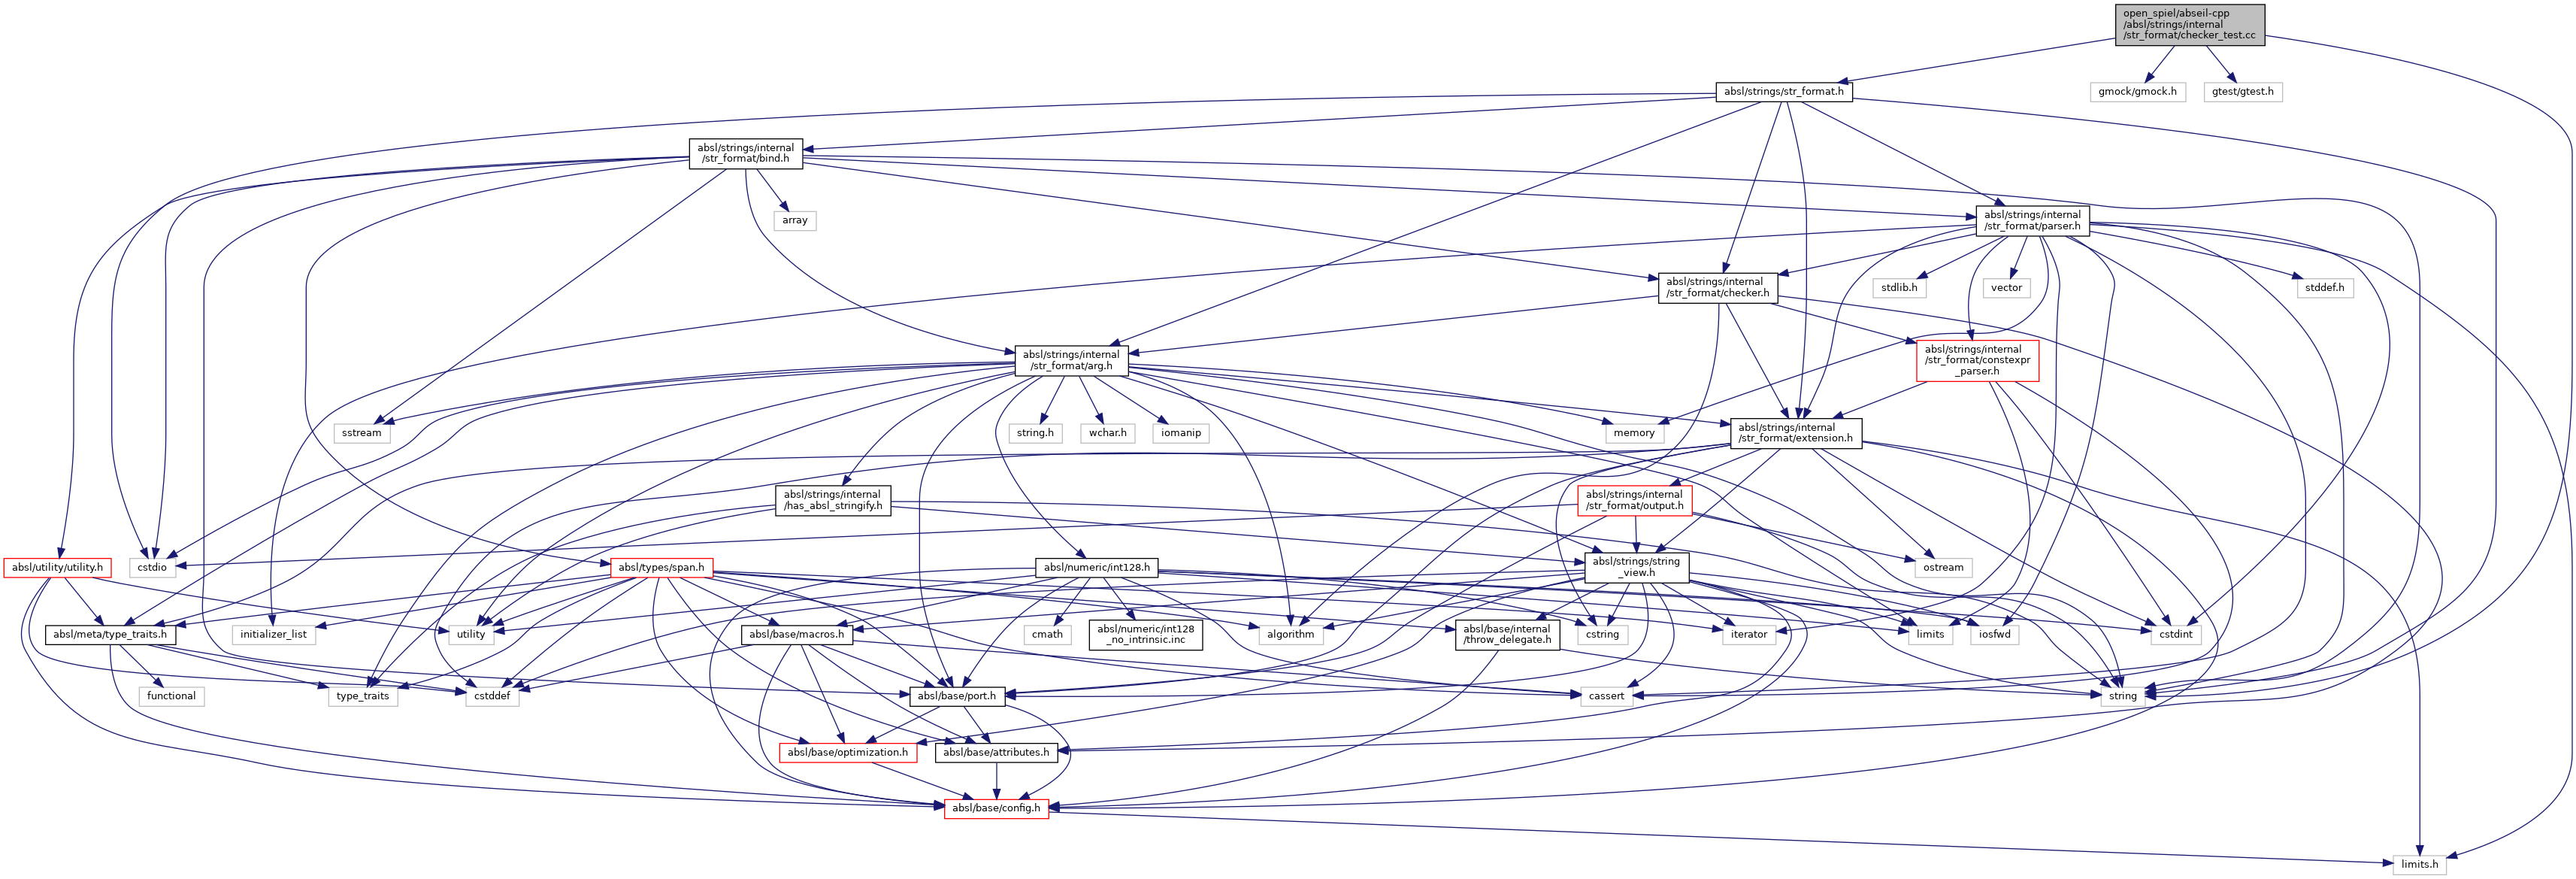 open_spiel/abseil-cpp
/absl/strings/internal
/str_format/checker_test.cc
absl/strings/str_format.h
gmock/gmock.h
gtest/gtest.h
absl/strings/internal
/str_format/bind.h
array
absl/strings/internal
/str_format/parser.h
absl/strings/internal
/str_format/checker.h
stdlib.h
vector
stddef.h
absl/strings/internal
/str_format/arg.h
absl/strings/internal
/str_format/constexpr
_parser.h
sstream
string.h
wchar.h
iomanip
memory
absl/strings/internal
/str_format/extension.h
absl/strings/internal
/has_absl_stringify.h
absl/strings/internal
/str_format/output.h
absl/utility/utility.h
cstdio
absl/types/span.h
absl/numeric/int128.h
absl/strings/string
_view.h
ostream
absl/meta/type_traits.h
initializer_list
utility
absl/base/macros.h
cmath
absl/numeric/int128
_no_intrinsic.inc
algorithm
absl/base/internal
/throw_delegate.h
cstring
iterator
limits
iosfwd
cstdint
functional
type_traits
cstddef
absl/base/port.h
cassert
string
absl/base/optimization.h
absl/base/attributes.h
absl/base/config.h
limits.h